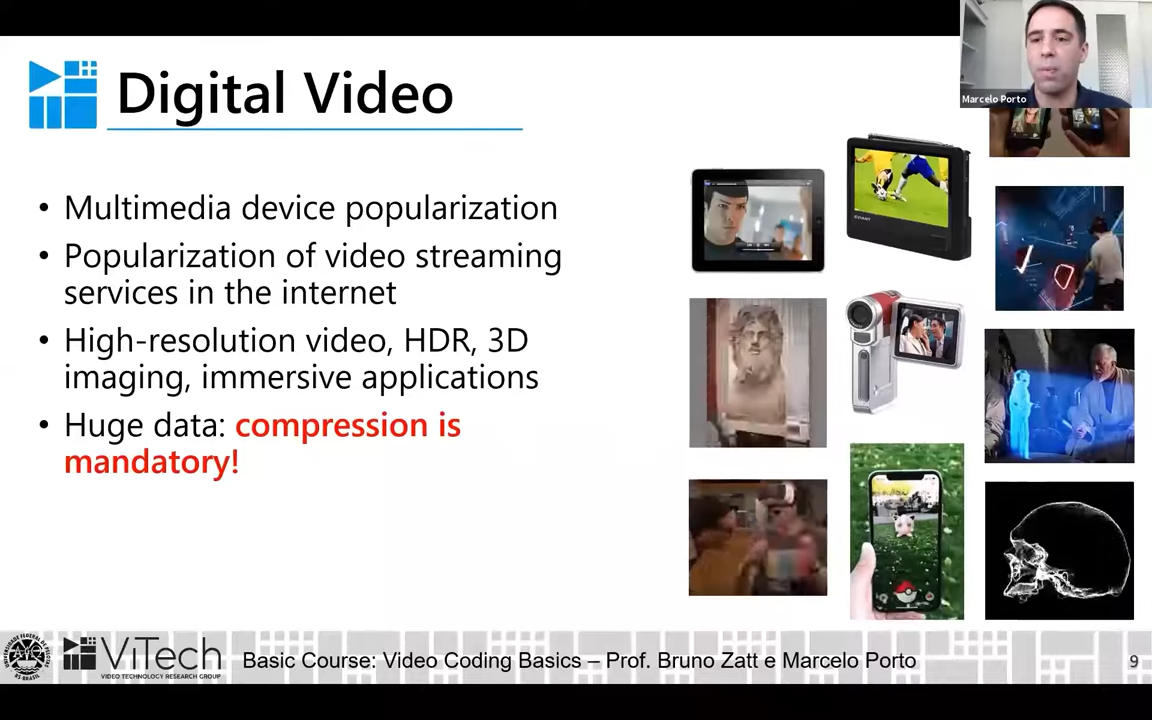 Marcelo Porto
Digital Video
• Multimedia device popularization
• Popularization of video streaming
services in the internet
• High-resolution video, HDR, 3D
imaging, immersive applications
• Huge data: compression is
mandatory!
ViTech
VIDEO TECHNOLOGY RESEARCH GROUP
Basic Course: Video Coding Basics – Prof. Bruno Zatt e Marcelo Porto
9